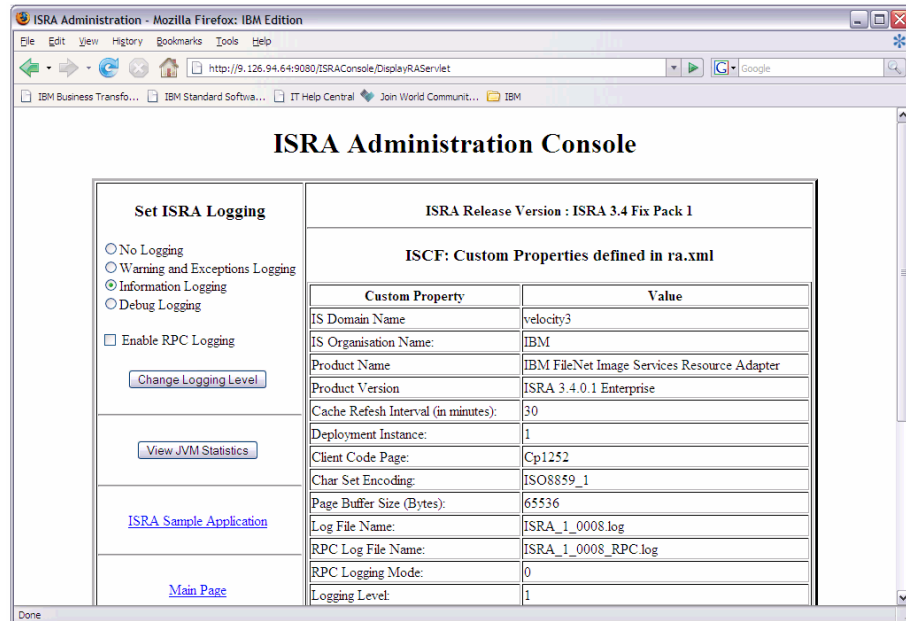 ISRA Administration - Mozilla Firefox: IBM Edition
File Edit View History Bookmarks Tools Help
http://9.126.94.64:9080/ISRAConsole/DisplayRAServlet
G Google
IBM Business Transfo... IBM Standard Softwa... IT Help Central Join World Communit... IBM
ISRA Administration Console
Set ISRA Logging
No Logging
Warning and Exceptions Logging
Information Logging
Debug Logging
Enable RPC Logging
Change Logging Level
View JVM Statistics
ISRA Sample Application
Main Page
ISRA Release Version : ISRA 3.4 Fix Pack 1
ISCF: Custom Properties defined in ra.xml
Custom Property Value
IS Domain Name velocity3
IS Organisation Name: IBM
Product Name IBM FileNet Image Services Resource Adapter
Product Version ISRA 3.4.0.1 Enterprise
Cache Refesh Interval (in minutes): 30
Deployment Instance: 1
Client Code Page: Cp1252
Char Set Encoding: ISO8859_1
Page Buffer Size (Bytes): 65536
Log File Name: ISRA_1_0008.log
RPC Log File Name: ISRA_1_0008_RPC.log
RPC Logging Mode: 0
Logging Level: 1
Done